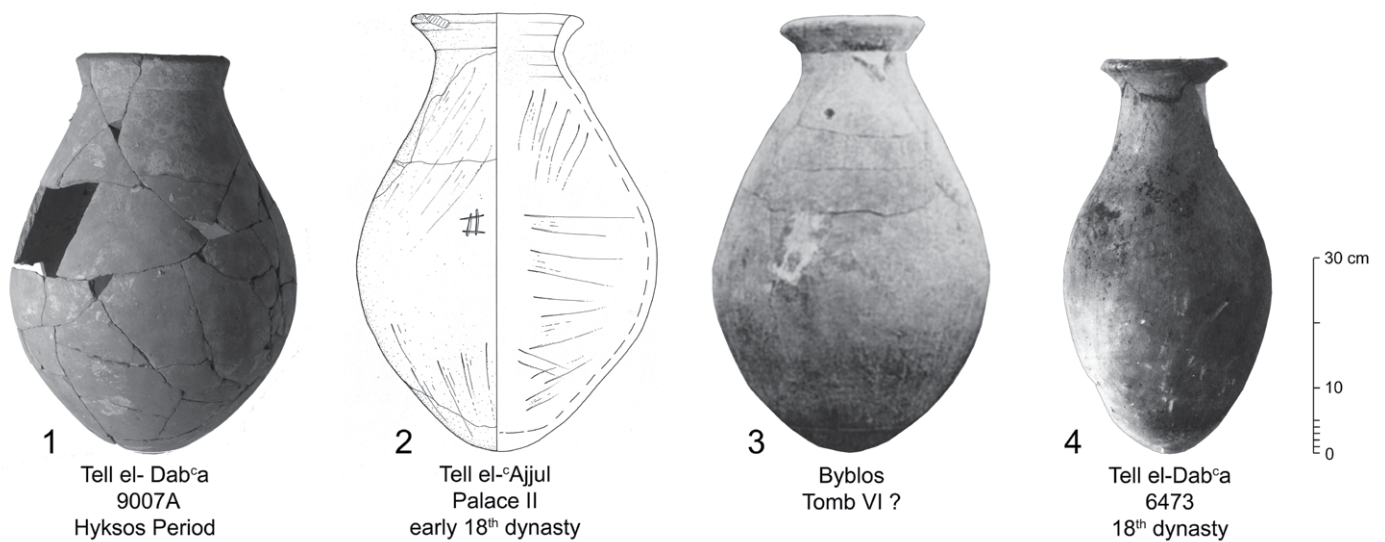 1
Tell el- Dabᶜa
9007A
Hyksos Period
2
Tell el-ᶜAjjul
Palace II
early 18th dynasty
3
Byblos
Tomb VI ?
4
Tell el-Dabᶜa
6473
18th dynasty
30 cm
10
0